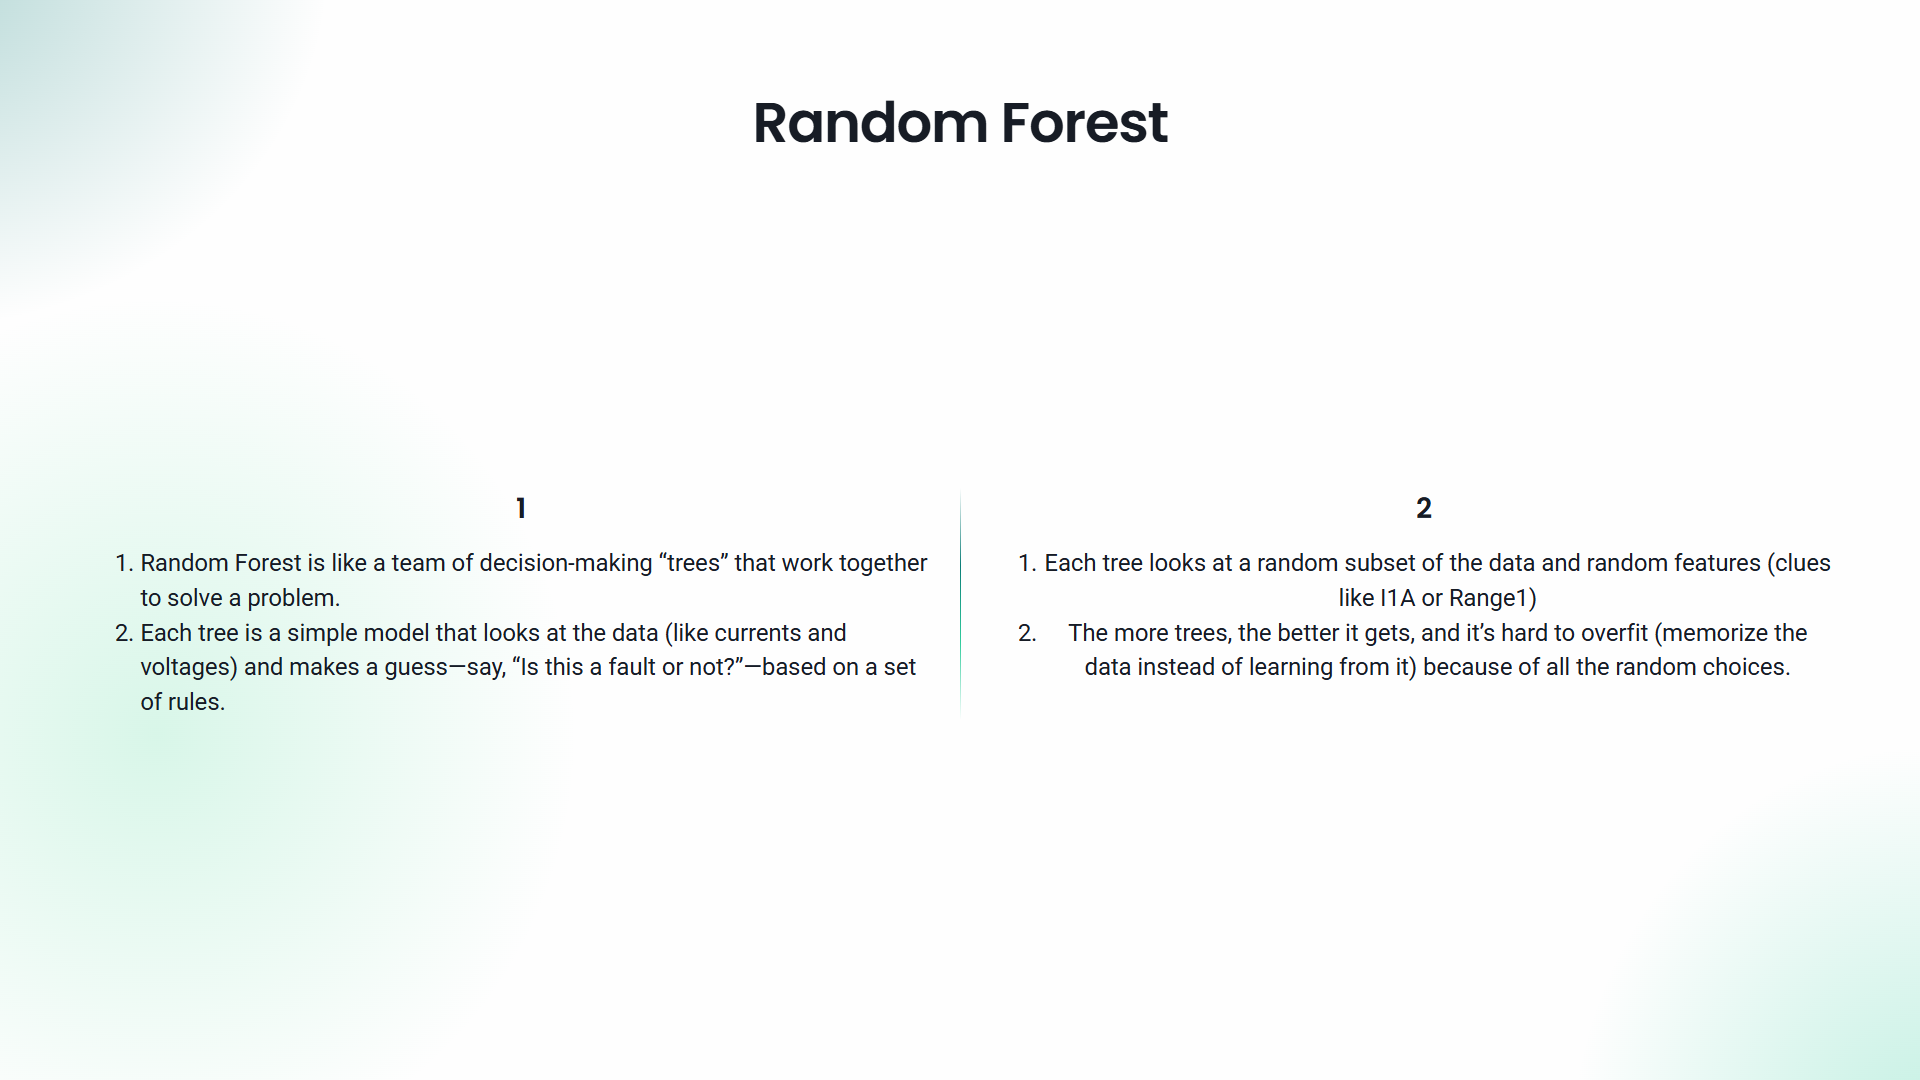 Random Forest
1
1. Random Forest is like a team of decision-making “trees” that work together
to solve a problem.
2. Each tree is a simple model that looks at the data (like currents and
voltages) and makes a guess—say, “Is this a fault or not?”—based on a set
of rules.
2
1. Each tree looks at a random subset of the data and random features (clues
like I1A or Range1)
2. The more trees, the better it gets, and it’s hard to overfit (memorize the
data instead of learning from it) because of all the random choices.